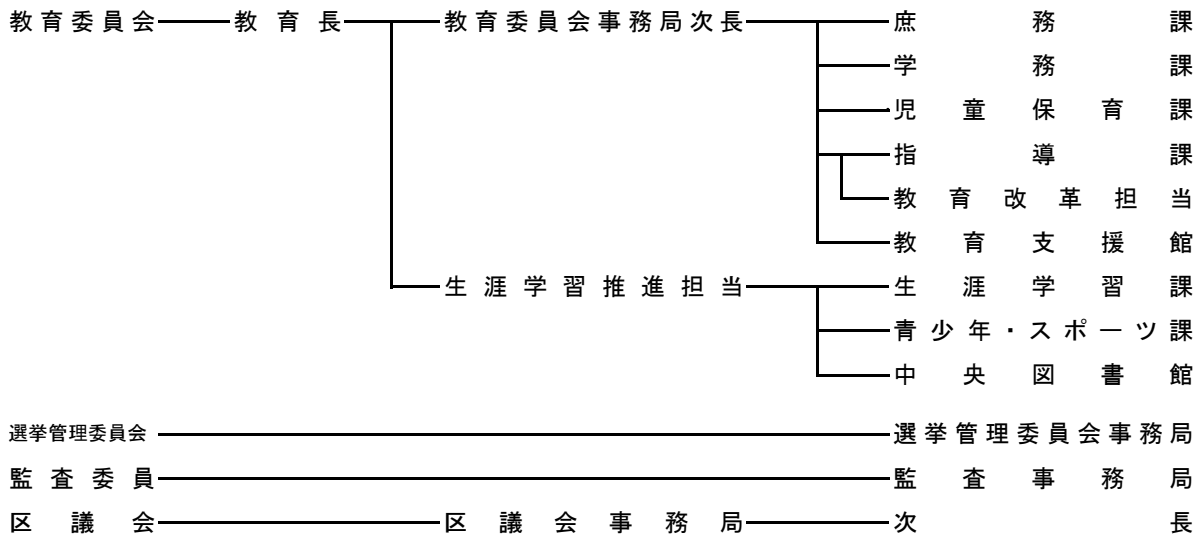 教育委員会 教育長 教育委員会事務局次長 庶務課
学務課
児童保育課
指導課
教育改革担当
教育支援館
生涯学習推進担当 生涯学習課
青少年・スポーツ課
中央図書館
選挙管理委員会 選挙管理委員会事務局
監査委員 監査事務局
区議会 区議会事務局 次長